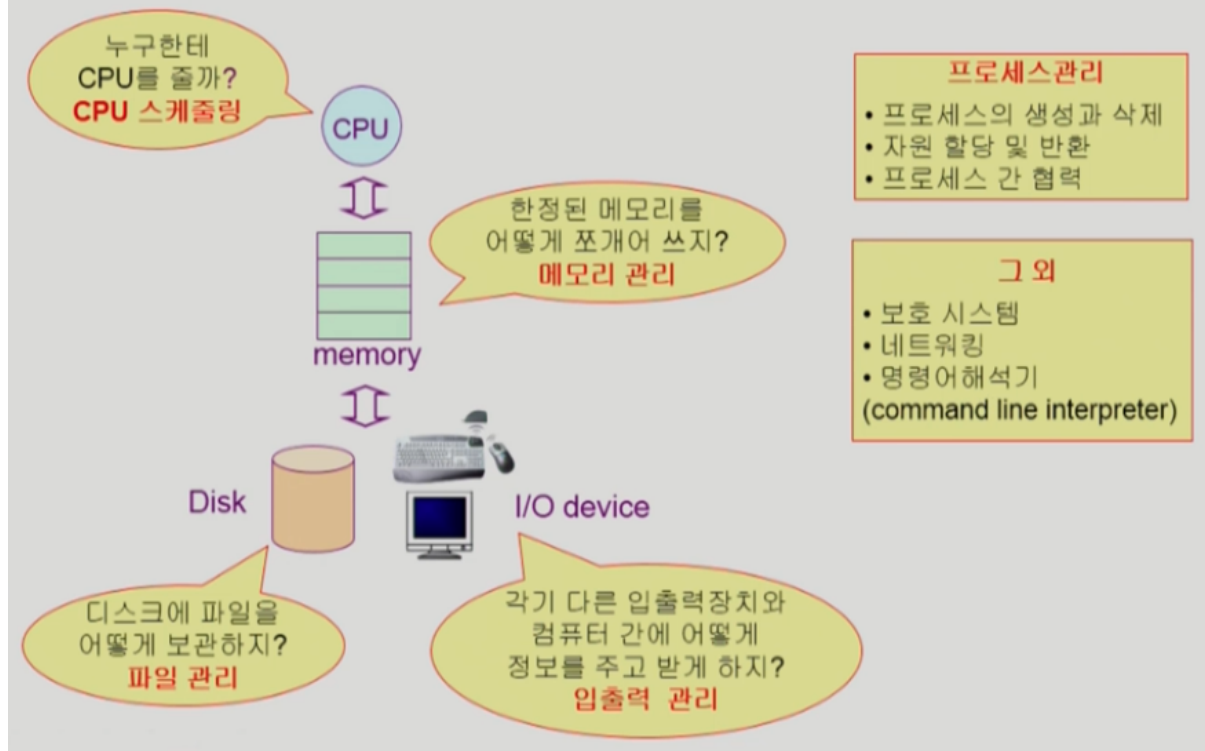 누구한테
CPU를 줄까?
CPU 스케줄링
CPU
한정된 메모리를
어떻게 쪼개어 쓰지?
메모리 관리
memory
Disk
I/O device
디스크에 파일을
어떻게 보관하지?
파일 관리
각기 다른 입출력장치와
컴퓨터 간에 어떻게
정보를 주고 받게 하지?
입출력 관리
프로세스관리
• 프로세스의 생성과 삭제
• 자원 할당 및 반환
• 프로세스 간 협력
그 외
• 보호 시스템
• 네트워킹
• 명령어해석기
(command line interpreter)